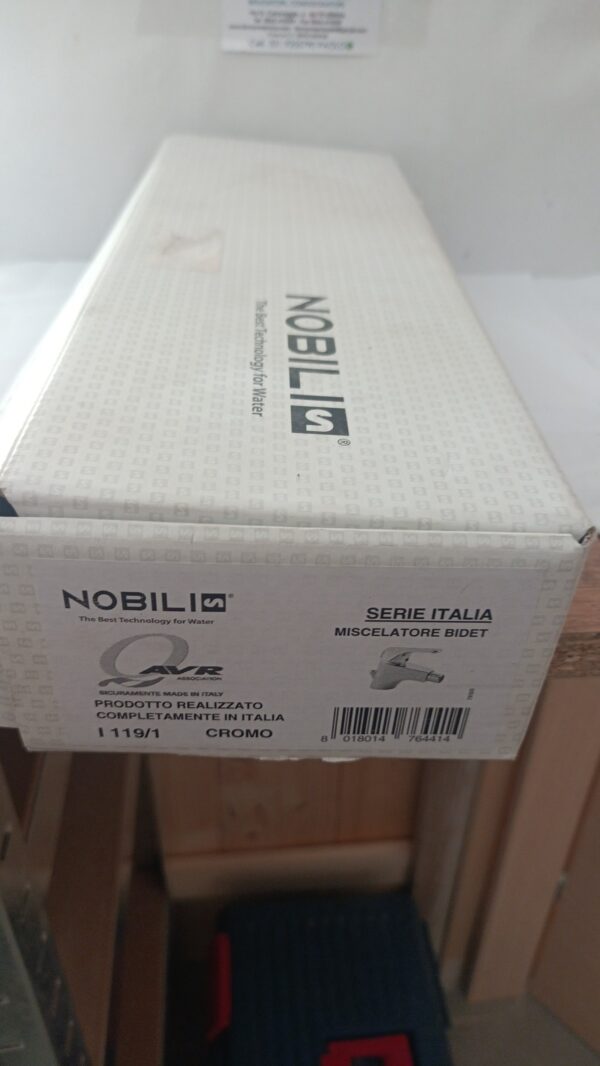 NOBILI S®
The Best Technology for Water
NOBILI S®
The Best Technology for Water
SERIE ITALIA
MISCELATORE BIDET
AVR
ASSOCIATION
SICURAMENTE MADE IN ITALY
PRODOTTO REALIZZATO
COMPLETAMENTE IN ITALIA
I 119/1 CROMO
8 018014 764414